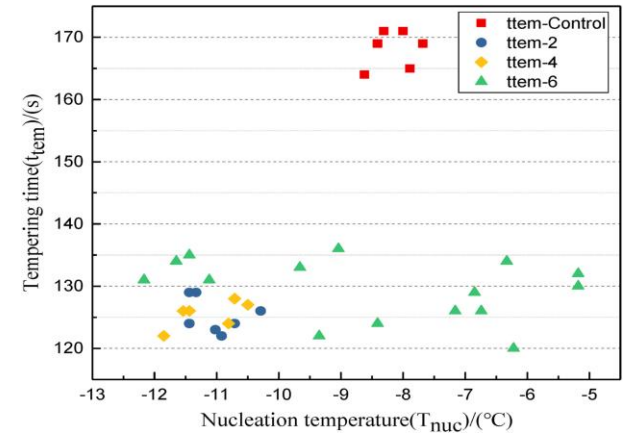 170
160
150
140
130
120
-13 -12 -11 -10 -9 -8 -7 -6 -5
Tempering time(ttem)/(s)
Nucleation temperature(Tnuc)/(°C)
ttem-Control
ttem-2
ttem-4
ttem-6